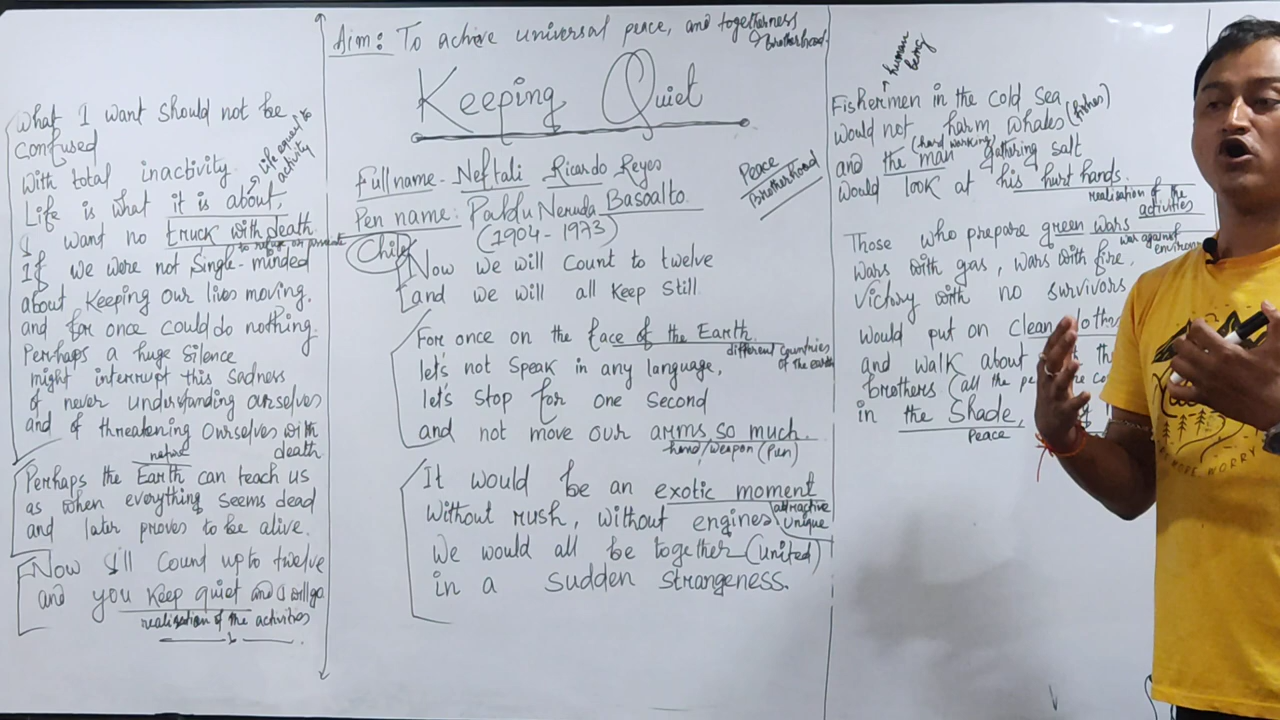 Aim: To achieve universal peace, and togetherness
& Brotherhood.
Keeping Quiet
Full name - Neftali Ricardo Reyes
Basoalto.
Pen name: Pablu Neruda
(1904 - 1973)
Chile
Peace
Brotherhood
Now we will count to twelve
and we will all keep still
For once on the face of the Earth.
different countries
of the earth
let's not speak in any language,
let's stop for one second
and not move our arms so much.
hand/weapon (pun)
It would be an exotic moment
attractive
unique
without rush, without engines
We would all be together (united)
in a sudden strangeness.
human
being
Fishermen in the cold sea
would not harm whales (fishes)
(hard working)
and the man gathering salt
would look at his hurt hands.
realisation of the
activities
Those who prepare green wars
war against
wars with gas, wars with fire,
victory with no survivors
would put on clean
and walk about
brothers (all the
in the shade,
Peace
What I want should not be
confused
with total inactivity.
Life equal to
activity
Life is what it is about,
I want no truck with death
to refuse or
If we were not single-minded
about keeping our lives moving.
and for once could do nothing.
Perhaps a huge silence
might interrupt this sadness
of never understanding ourselves
and of threatening ourselves with
death.
nature
Perhaps the Earth can teach us
as when everything seems dead
and later proves to be alive.
Now I'll count upto twelve
and you keep quiet and I will go
realisation of the activities